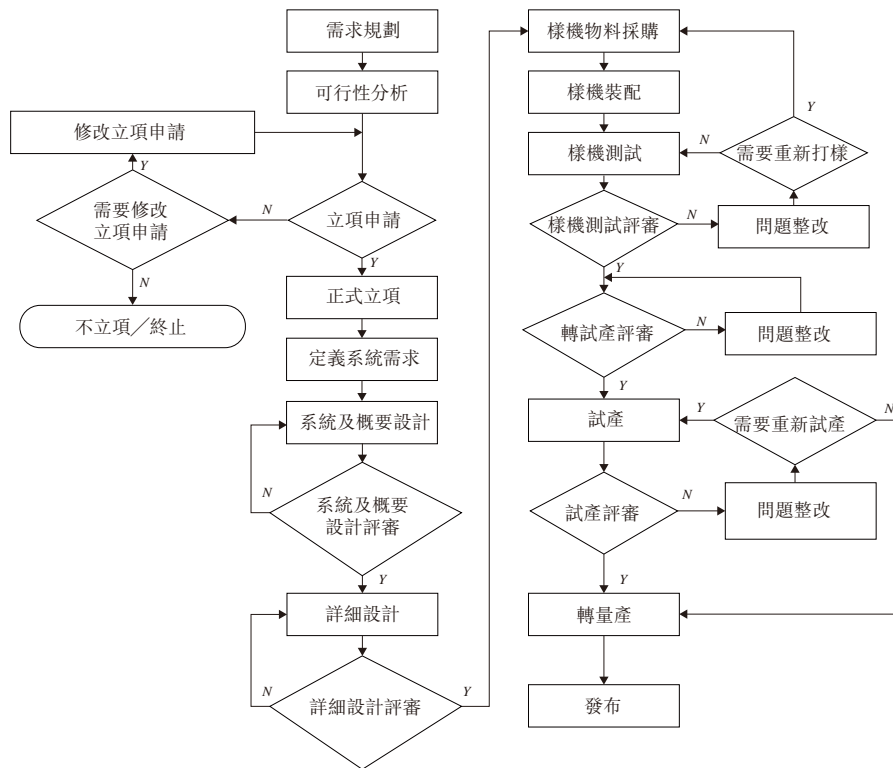 需求規劃
可行性分析
修改立項申請
Y
需要修改
立項申請
N
立項申請
Y
N
不立項／終止
正式立項
定義系統需求
系統及概要設計
N
系統及概要
設計評審
Y
詳細設計
N
詳細設計評審
Y
樣機物料採購
樣機裝配
樣機測試
N
需要重新打樣
Y
樣機測試評審
N
問題整改
Y
轉試產評審
N
問題整改
Y
試產
Y
需要重新試產
N
試產評審
N
問題整改
Y
轉量產
發布